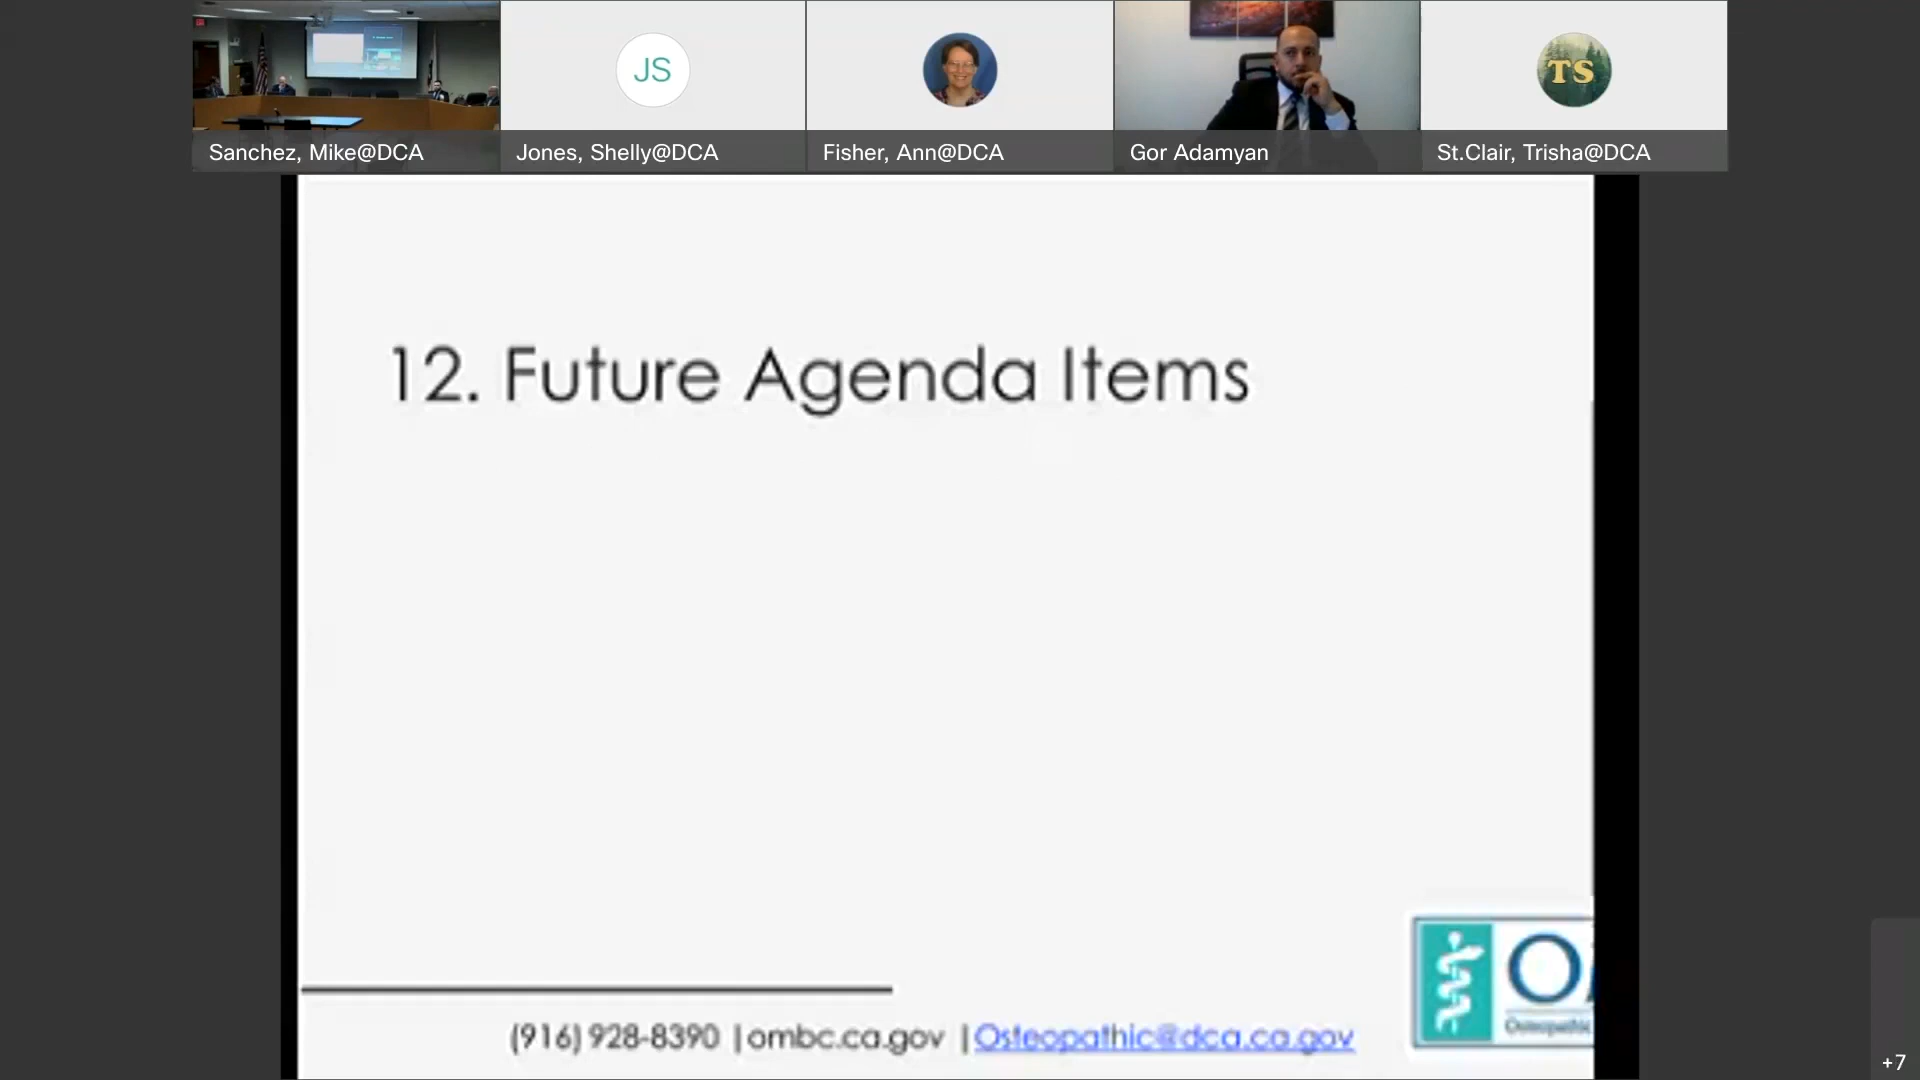 JS
TS
Sanchez, Mike@DCA
Jones, Shelly@DCA
Fisher, Ann@DCA
Gor Adamyan
St.Clair, Trisha@DCA
12. Future Agenda Items
O
Osteopathic
(916) 928-8390 | ombc.ca.gov | Osteopathic@dca.ca.gov
+7